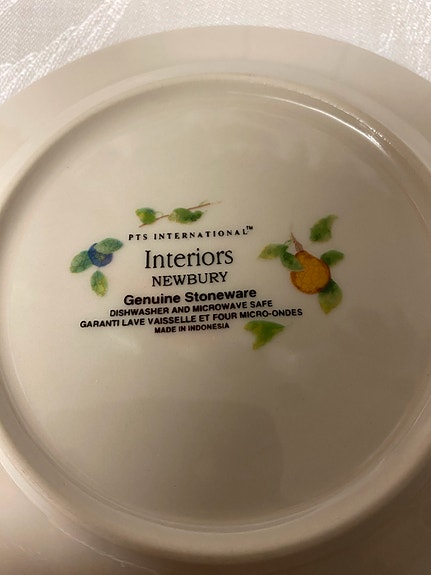 PTS INTERNATIONAL™
Interiors
NEWBURY
Genuine Stoneware
DISHWASHER AND MICROWAVE SAFE
GARANTI LAVE VAISSELLE ET FOUR MICRO-ONDES
MADE IN INDONESIA